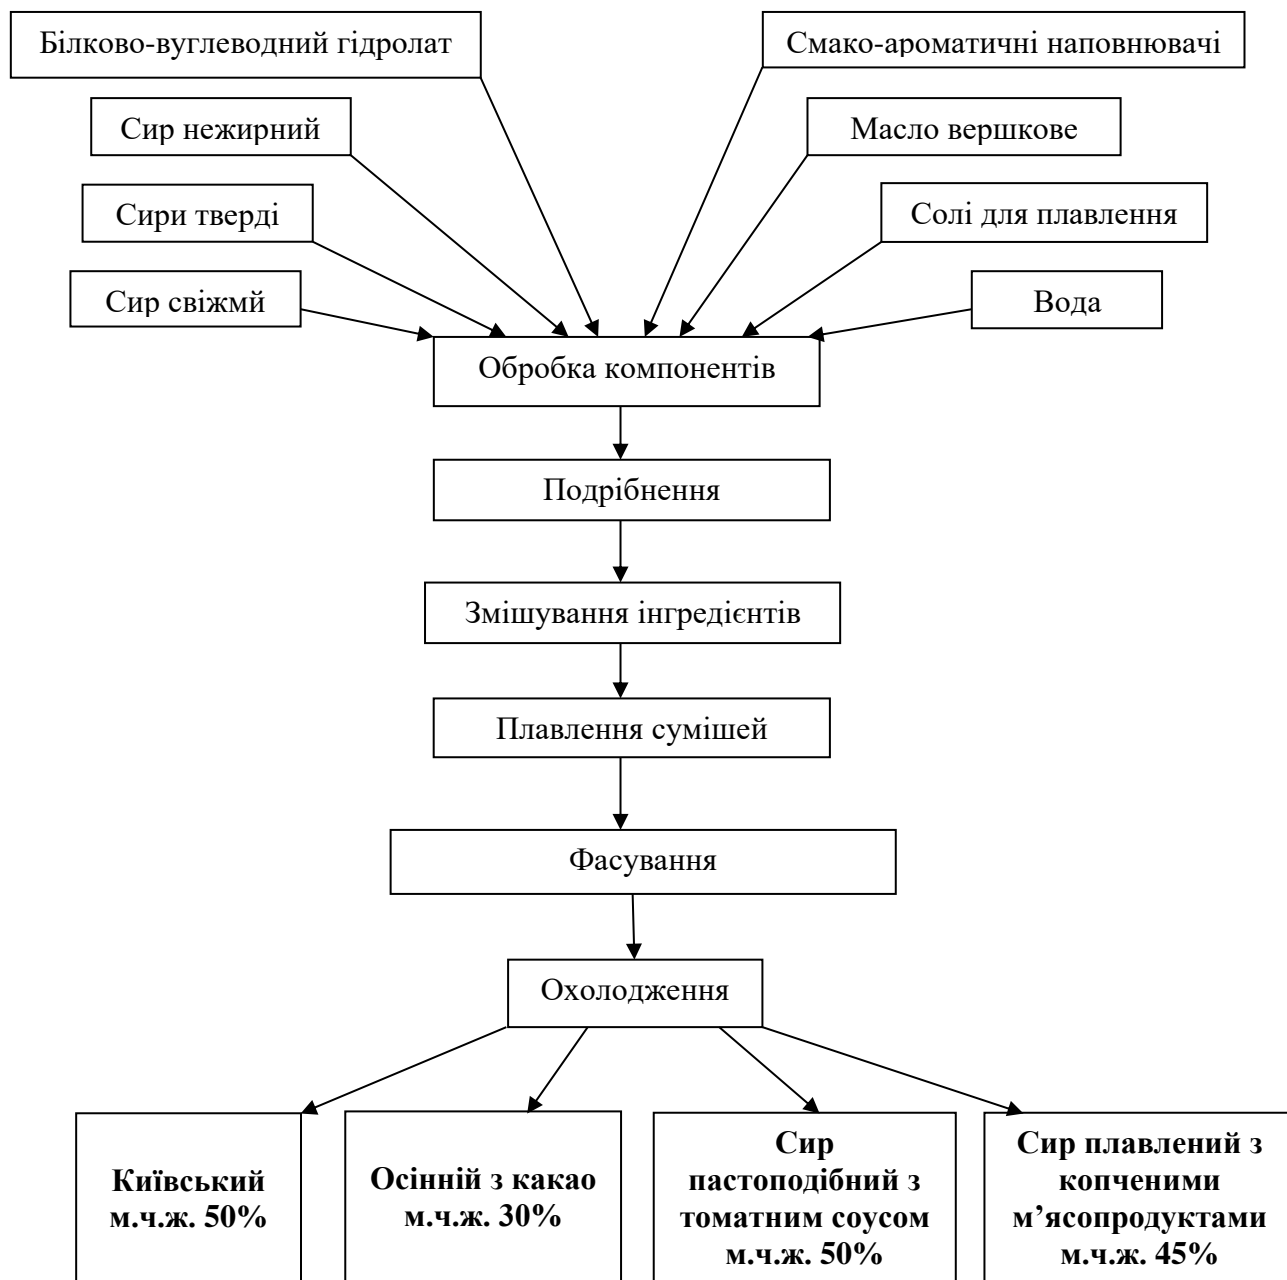 Білково-вуглеводний гідролат
Смако-ароматичні наповнювачі
Сир нежирний
Масло вершкове
Сири тверді
Солі для плавлення
Сир свіжмй
Вода
Обробка компонентів
Подрібнення
Змішування інгредієнтів
Плавлення сумішей
Фасування
Охолодження
Київський
м.ч.ж. 50%
Осінній з какао
м.ч.ж. 30%
Сир
пастоподібний з
томатним соусом
м.ч.ж. 50%
Сир плавлений з
копченими
м’ясопродуктами
м.ч.ж. 45%